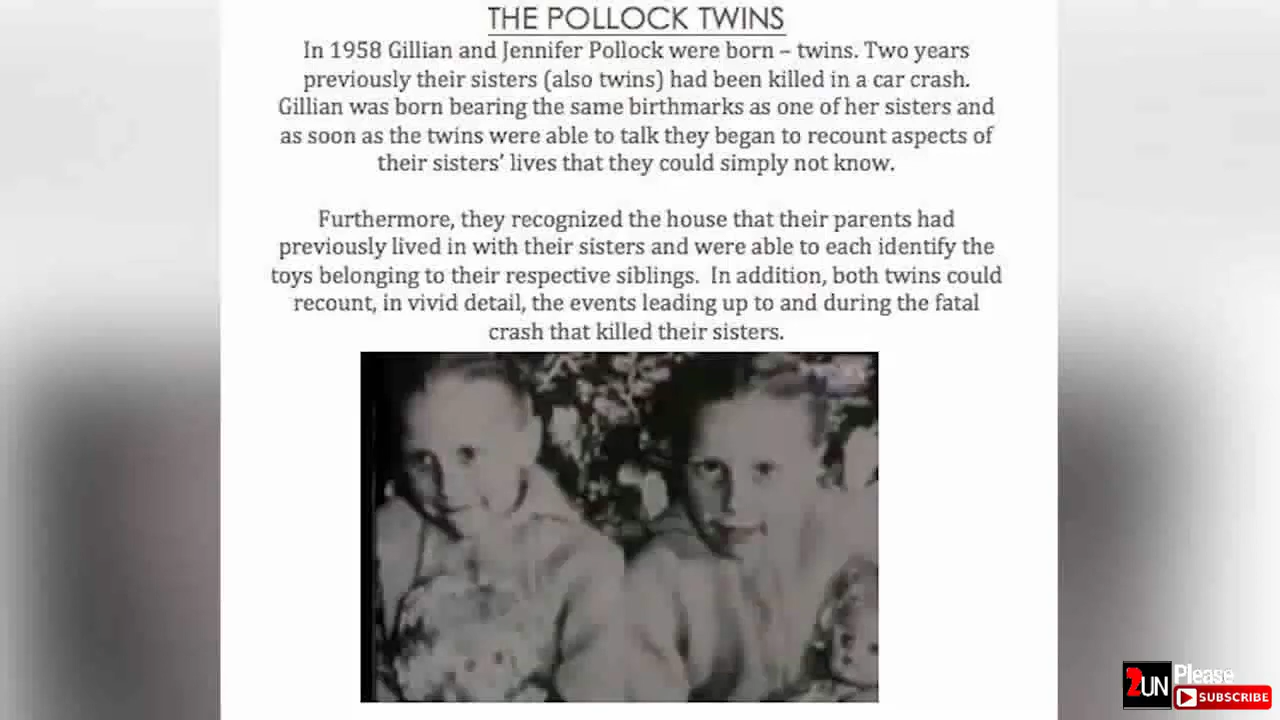 THE POLLOCK TWINS
In 1958 Gillian and Jennifer Pollock were born – twins. Two years
previously their sisters (also twins) had been killed in a car crash.
Gillian was born bearing the same birthmarks as one of her sisters and
as soon as the twins were able to talk they began to recount aspects of
their sisters' lives that they could simply not know.
Furthermore, they recognized the house that their parents had
previously lived in with their sisters and were able to each identify the
toys belonging to their respective siblings. In addition, both twins could
recount, in vivid detail, the events leading up to and during the fatal
crash that killed their sisters.
2UN
Please
SUBSCRIBE